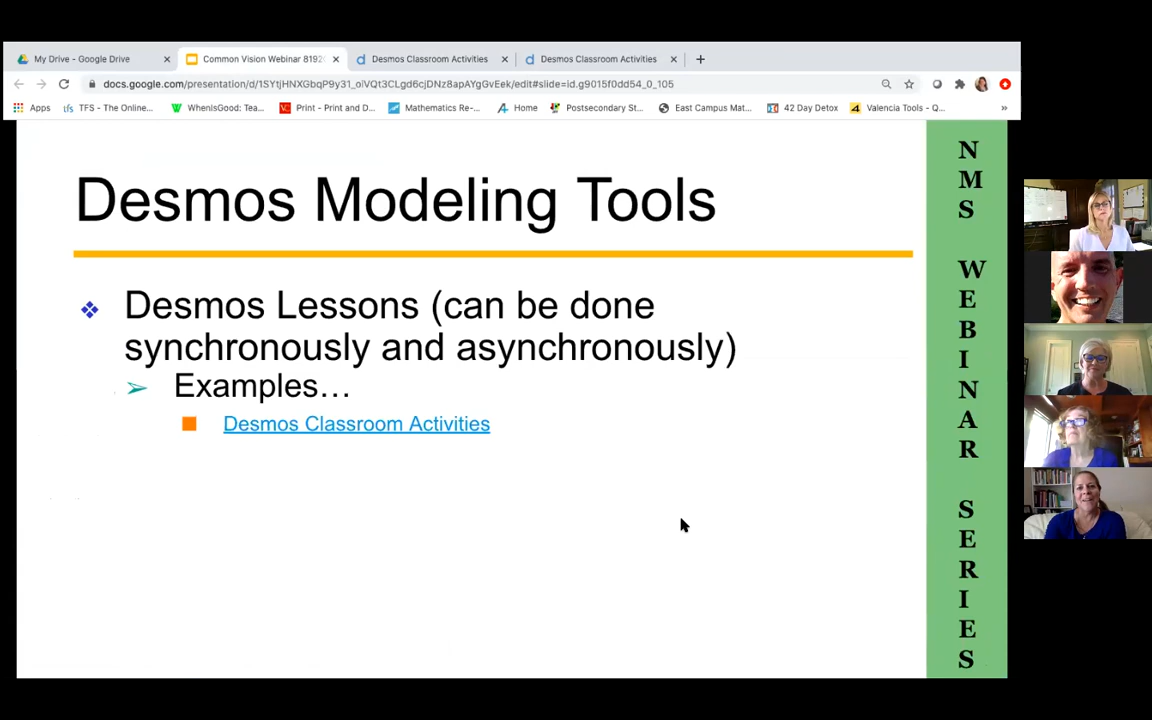 My Drive - Google Drive
Common Vision Webinar 8192
Desmos Classroom Activities
Desmos Classroom Activities
docs.google.com/presentation/d/1SYtjHNXGbqP9y31_oiVQt3CLgd6cjDNz8apAYgGvEek/edit#slide=id.g9015f0dd54_0_105
Apps
TFS - The Online...
WhenIsGood: Tea...
Print - Print and D...
Mathematics Re-...
Home
Postsecondary St...
East Campus Mat...
42 Day Detox
Valencia Tools - Q...
Desmos Modeling Tools
Desmos Lessons (can be done
synchronously and asynchronously)
Examples...
Desmos Classroom Activities
NMS WEBINAR SERIES